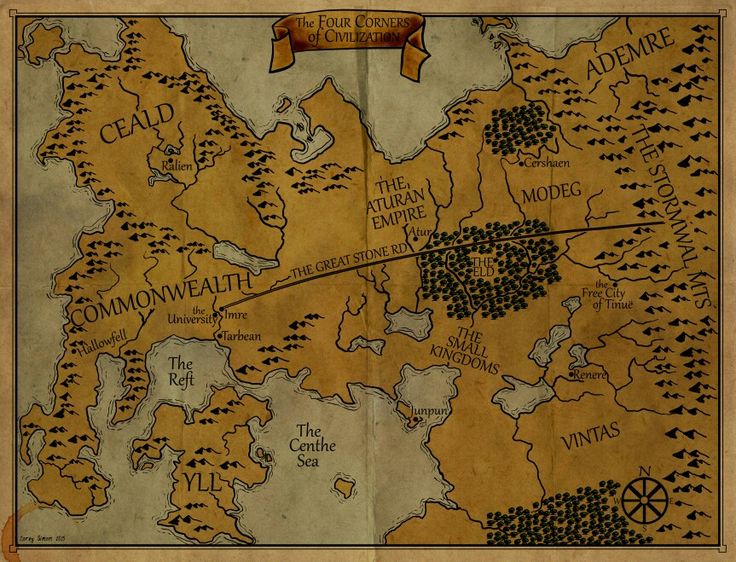 The FOUR CORNERS
of CIVILIZATION
ADEMRE
CEALD
Ralien
Cershaen
THE STORMWAL MTS
MODEG
THE
ATURAN
EMPIRE
Atur
THE GREAT STONE RD
THE
ELD
COMMONWEALTH
the
University
Imre
Tarbean
Hallowfell
the
Free City
of Tinuë
THE
SMALL
KINGDOMS
The
Reft
Renere
Junpun
The
Centhe
Sea
VINTAS
YLL
N
Corey Simon 2015